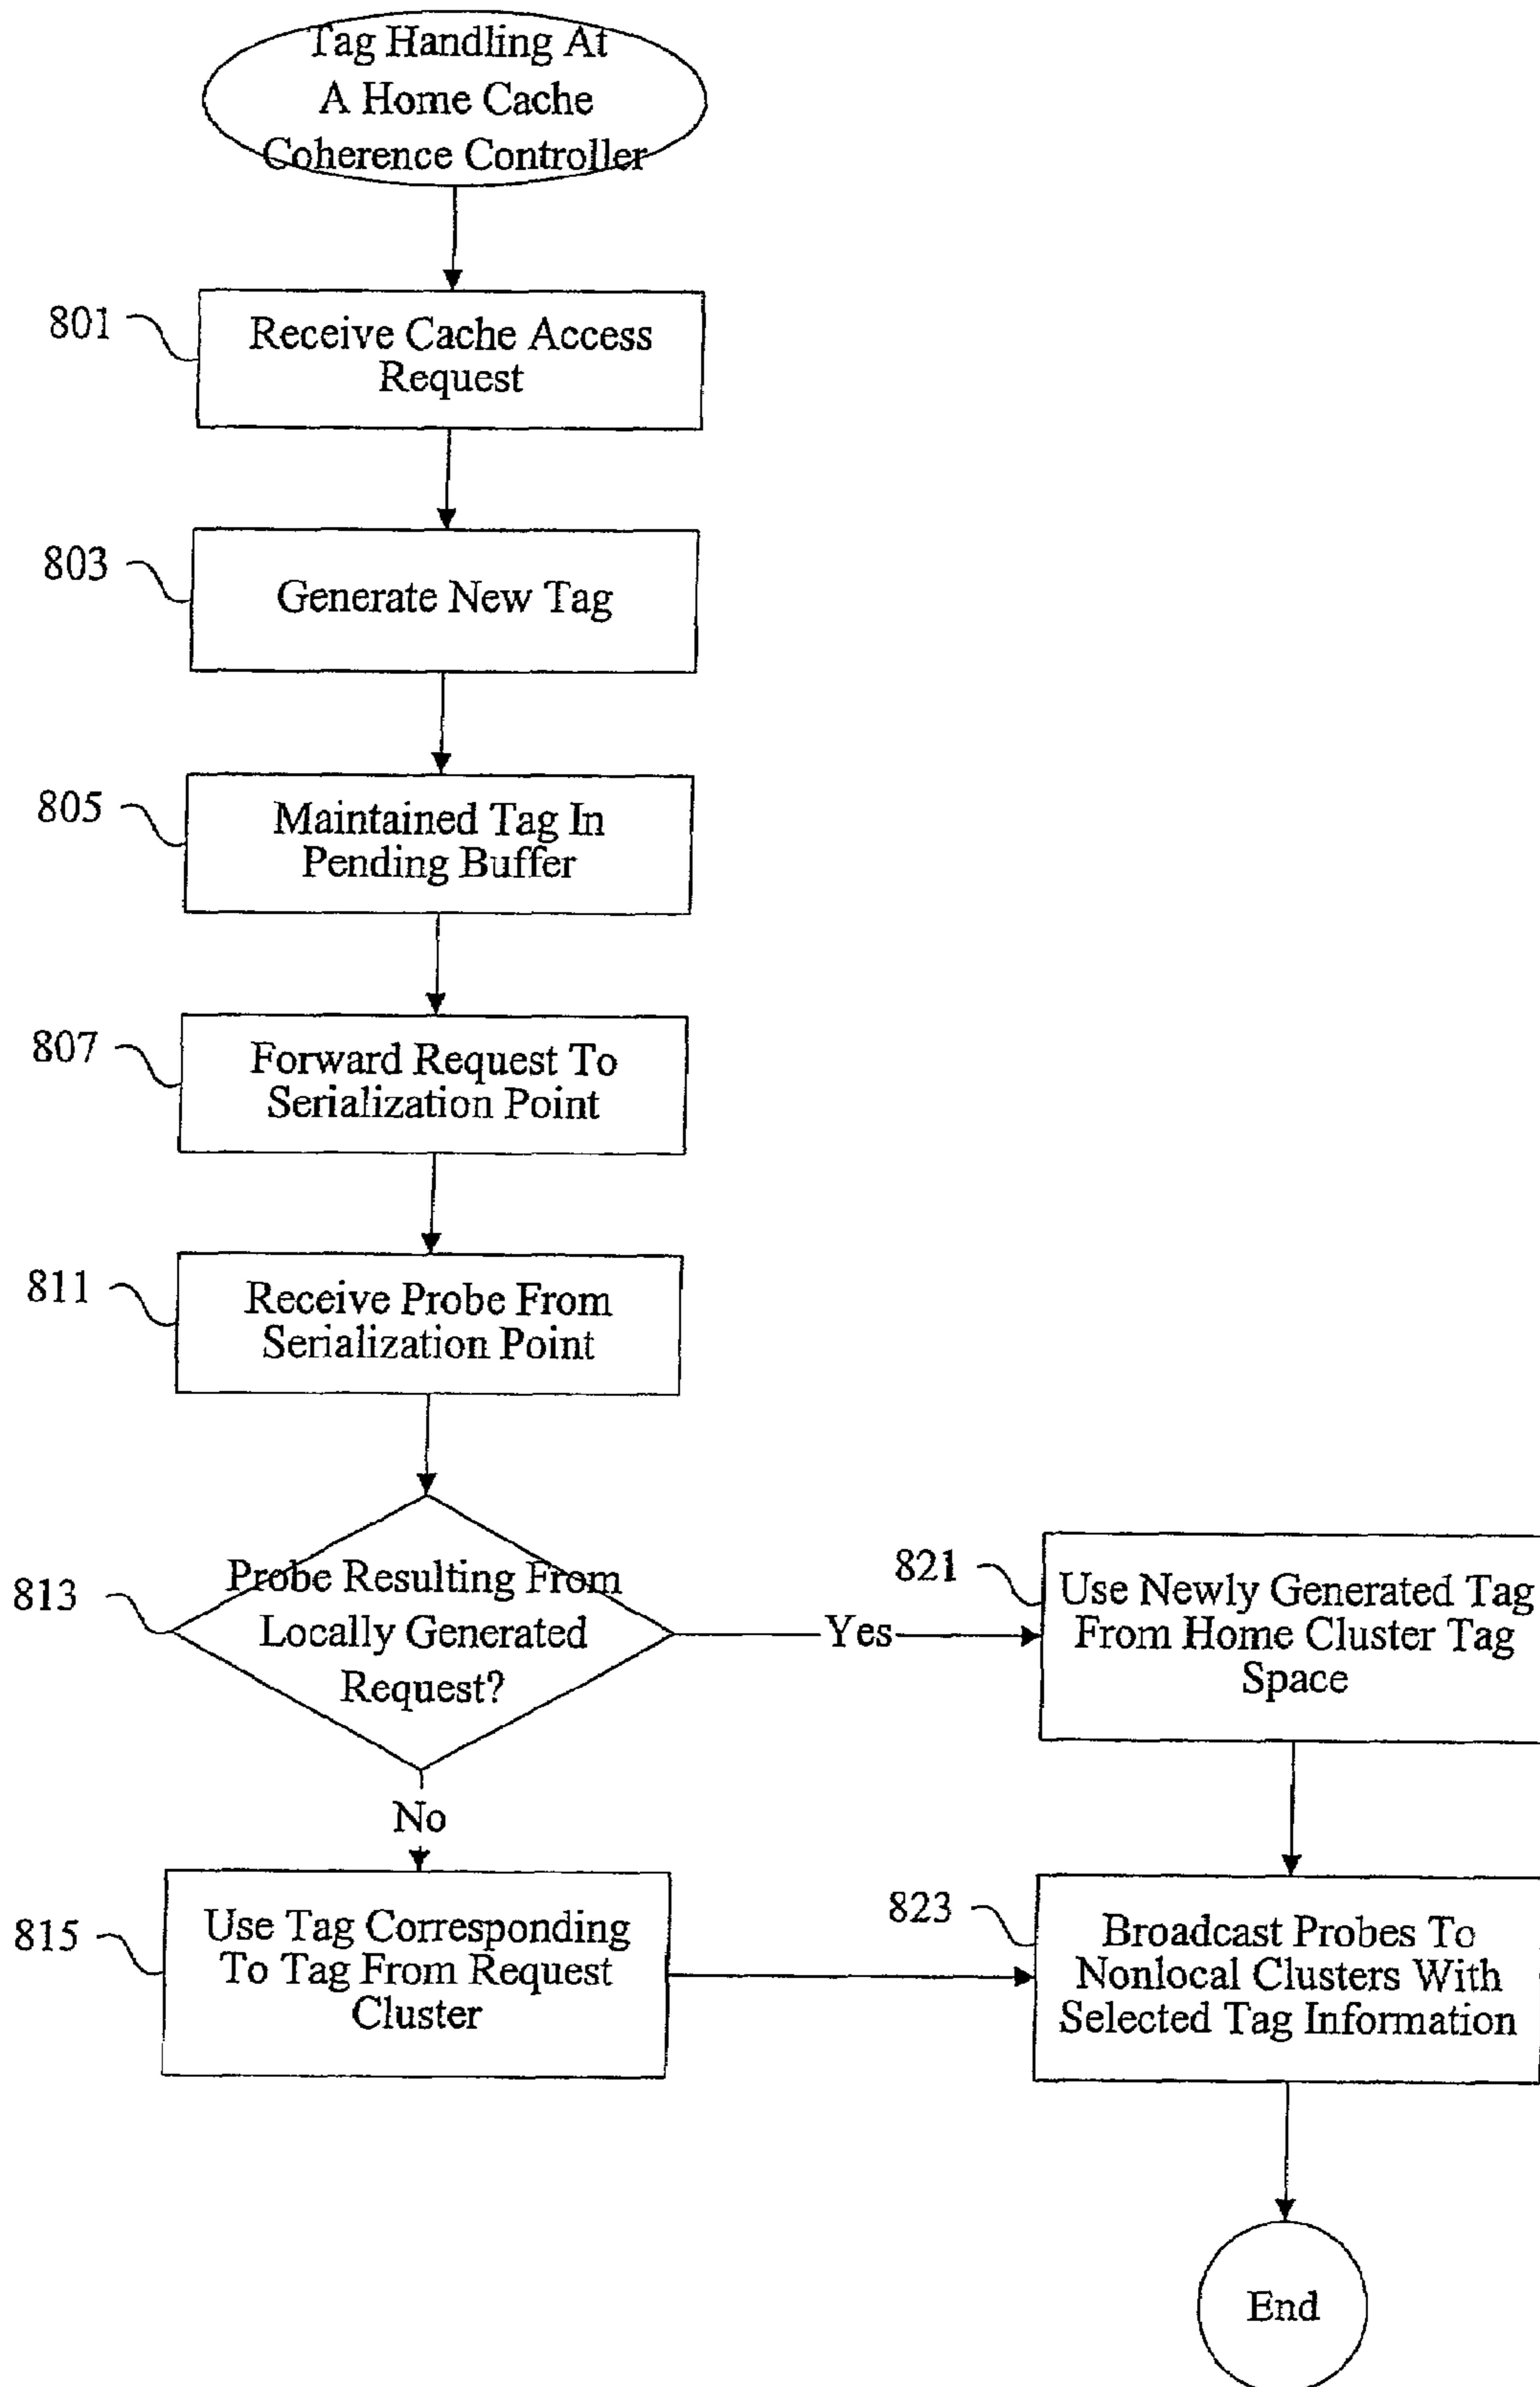 Tag Handling At
A Home Cache
Coherence Controller
801
Receive Cache Access
Request
803
Generate New Tag
805
Maintained Tag In
Pending Buffer
807
Forward Request To
Serialization Point
811
Receive Probe From
Serialization Point
813
Probe Resulting From
Locally Generated
Request?
Yes
821
Use Newly Generated Tag
From Home Cluster Tag
Space
No
815
Use Tag Corresponding
To Tag From Request
Cluster
823
Broadcast Probes To
Nonlocal Clusters With
Selected Tag Information
End